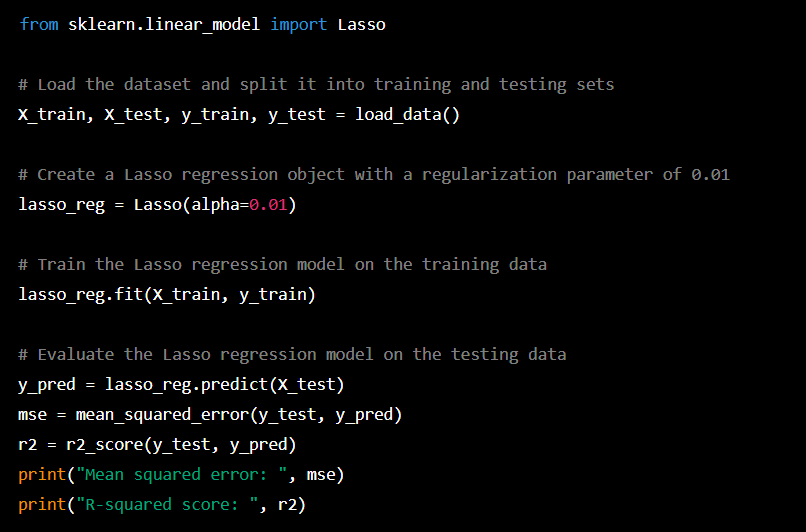 from sklearn.linear_model import Lasso
# Load the dataset and split it into training and testing sets
X_train, X_test, y_train, y_test = load_data()
# Create a Lasso regression object with a regularization parameter of 0.01
lasso_reg = Lasso(alpha=0.01)
# Train the Lasso regression model on the training data
lasso_reg.fit(X_train, y_train)
# Evaluate the Lasso regression model on the testing data
y_pred = lasso_reg.predict(X_test)
mse = mean_squared_error(y_test, y_pred)
r2 = r2_score(y_test, y_pred)
print("Mean squared error: ", mse)
print("R-squared score: ", r2)